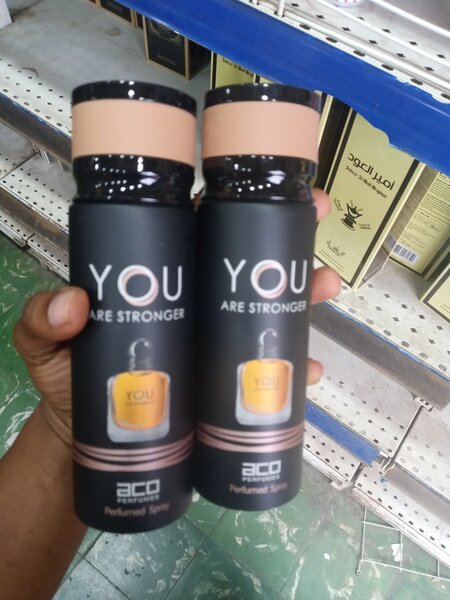 YOU
ARE STRONGER
YOU
aco
PERFUMES
Perfumed Spray
YOU
ARE STRONGER
YOU
aco
PERFUMES
Perfumed Spray
أمير العود